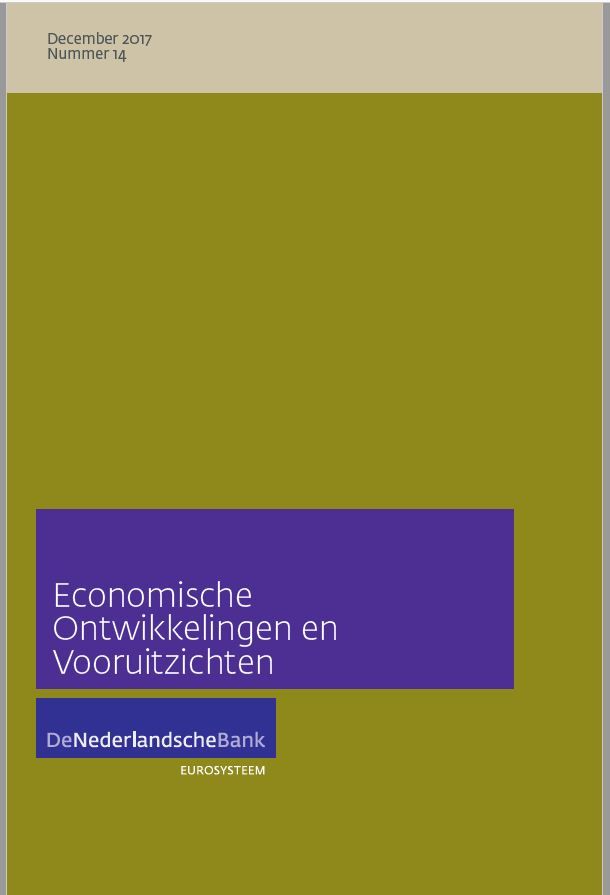 December 2017
Nummer 14
Economische
Ontwikkelingen en
Vooruitzichten
DeNederlandscheBank
EUROSYSTEEM